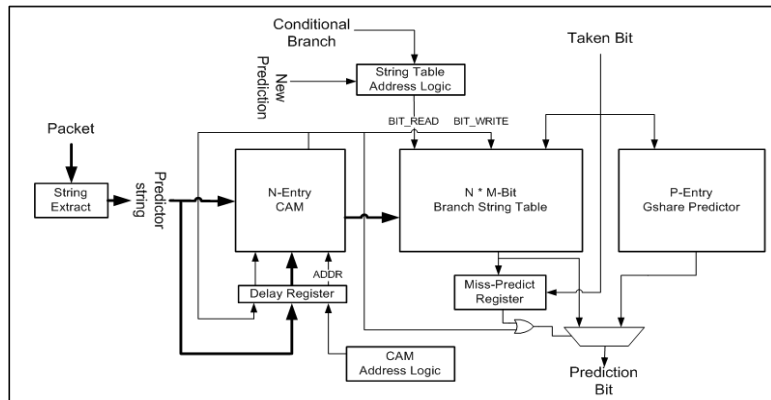 Conditional
Branch
Taken Bit
New
Prediction
String Table
Address Logic
Packet
BIT_READ
BIT_WRITE
String
Extract
Predictor
string
N-Entry
CAM
N * M-Bit
Branch String Table
P-Entry
Gshare Predictor
ADDR
Delay Register
Miss-Predict
Register
CAM
Address Logic
Prediction
Bit